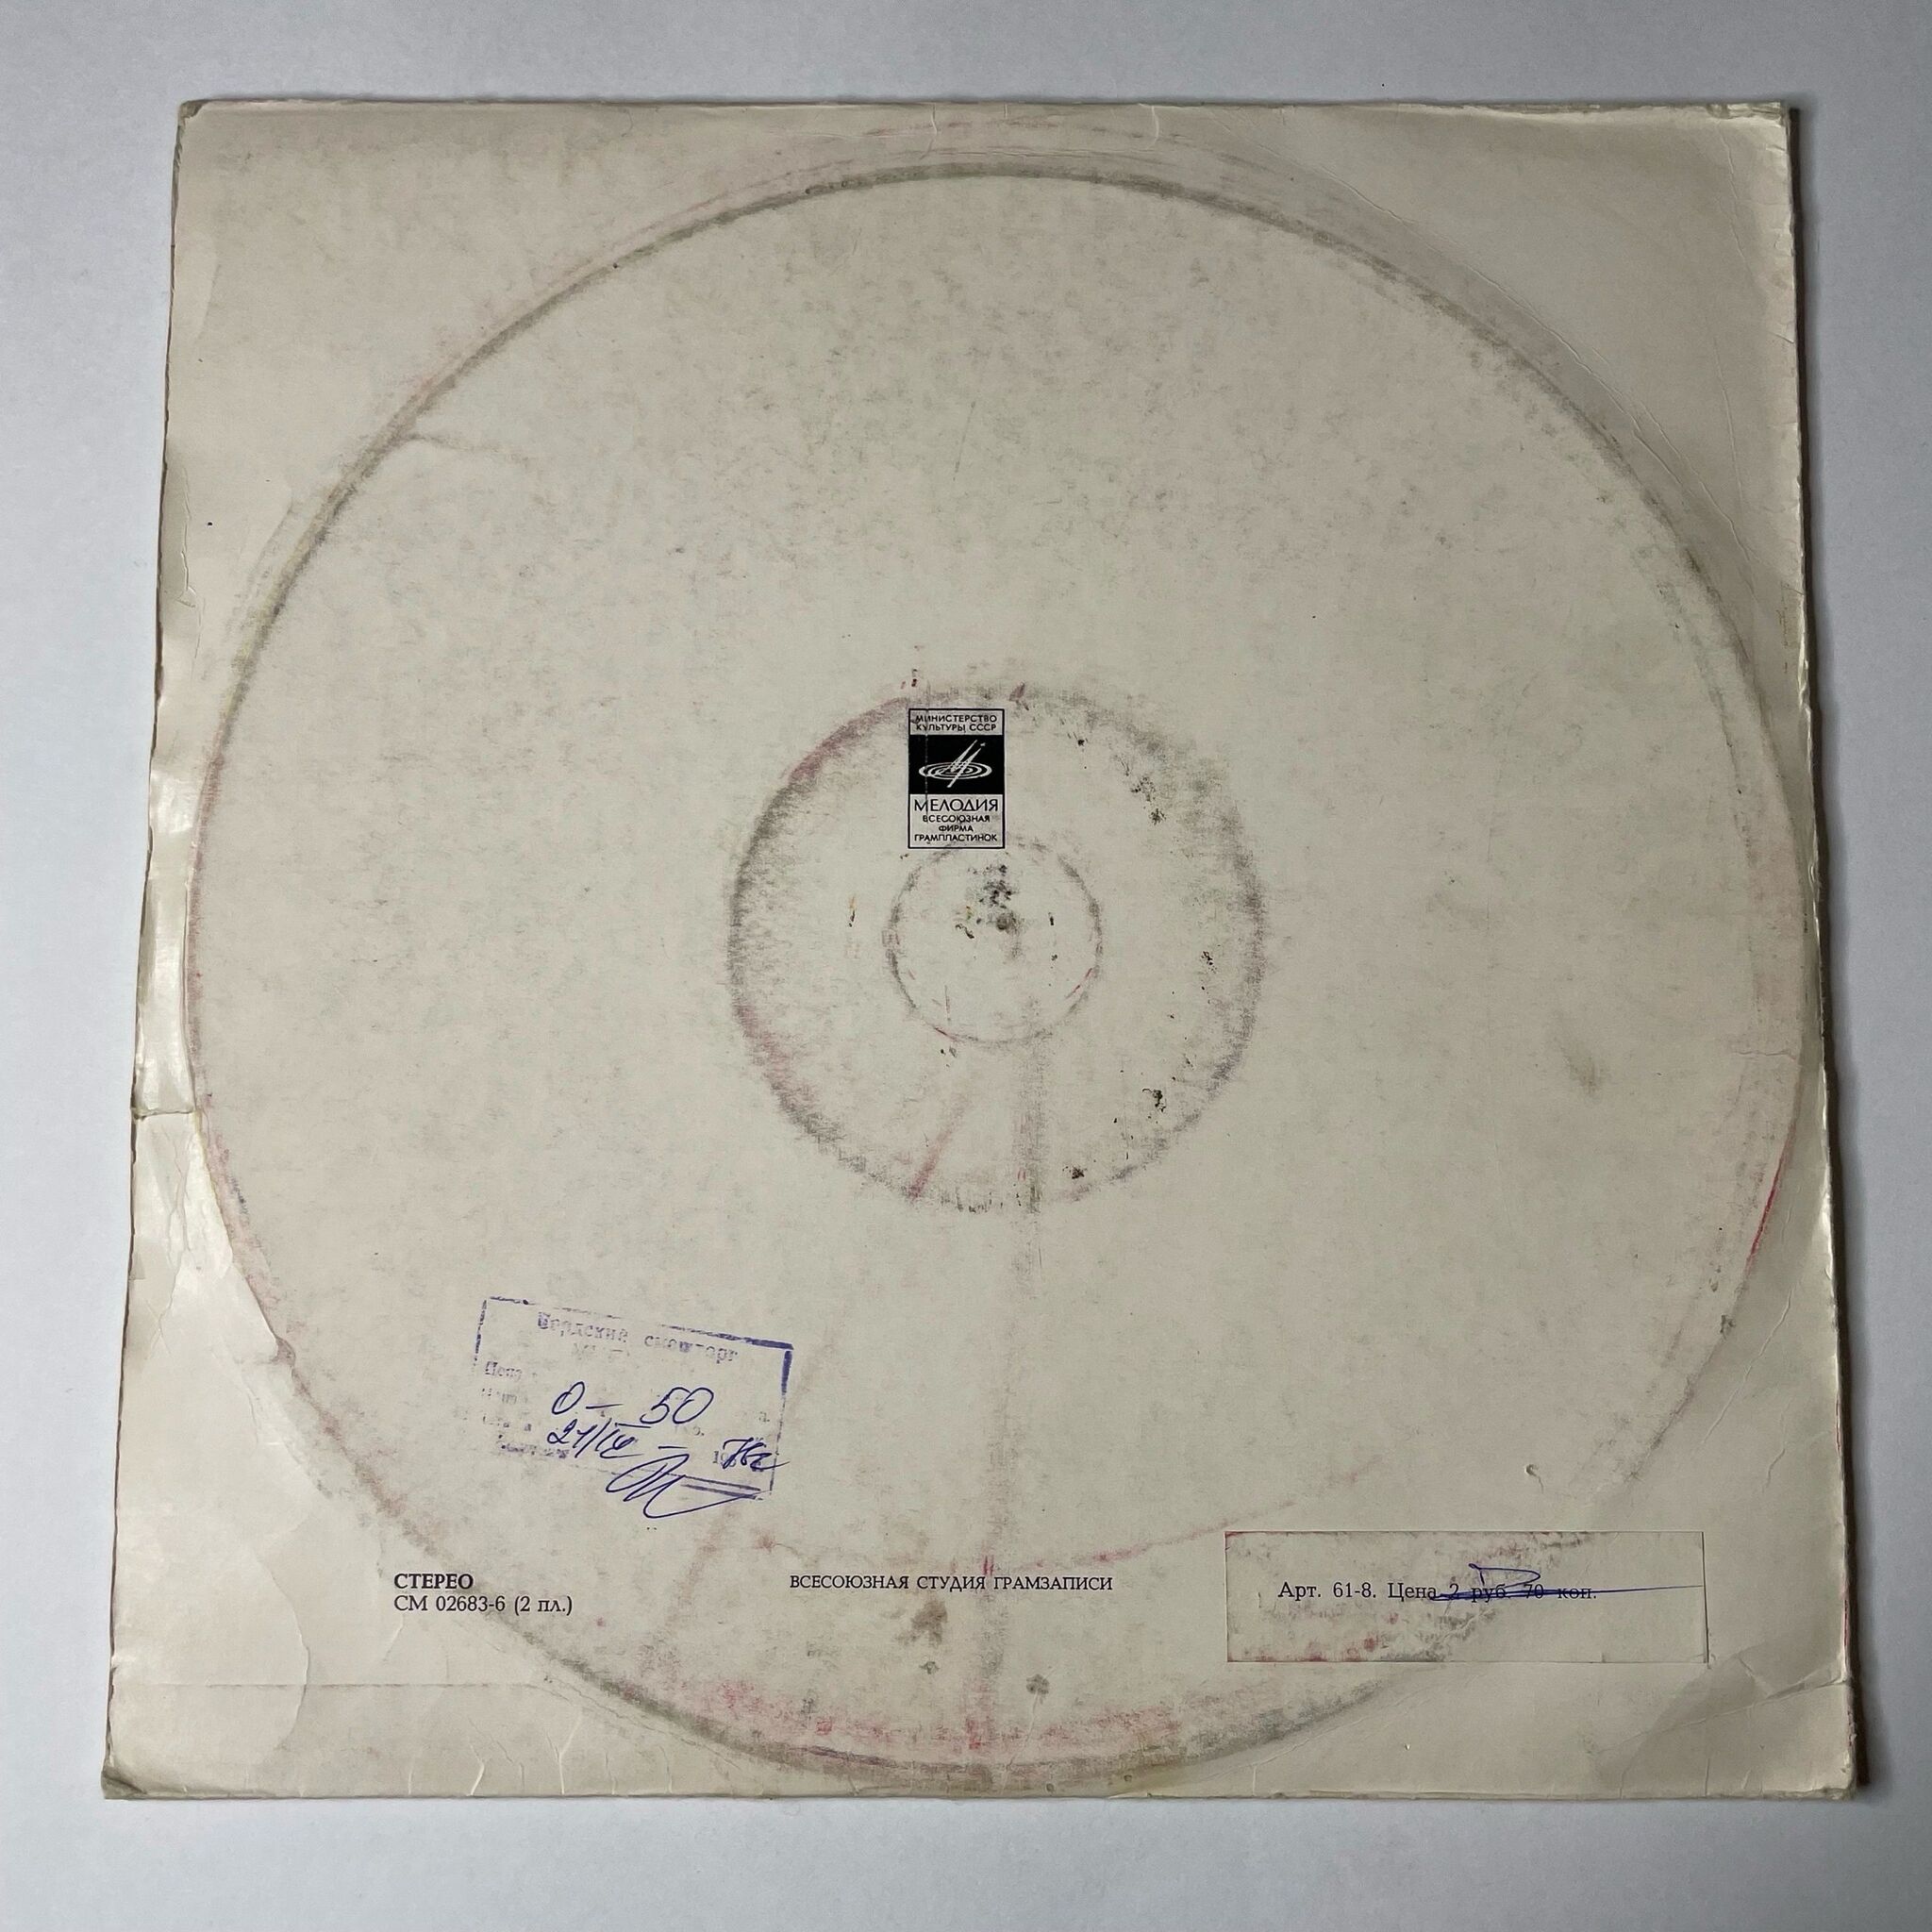 МИНИСТЕРСТВО
КУЛЬТУРЫ СССР
МЕЛОДИЯ
ВСЕСОЮЗНАЯ
ФИРМА
ГРАМПЛАСТИНОК
Цена
0 – 50
СТЕРЕО
СМ 02683-6 (2 пл.)
ВСЕСОЮЗНАЯ СТУДИЯ ГРАМЗАПИСИ
Арт. 61-8. Цена 2 руб. 70 коп.